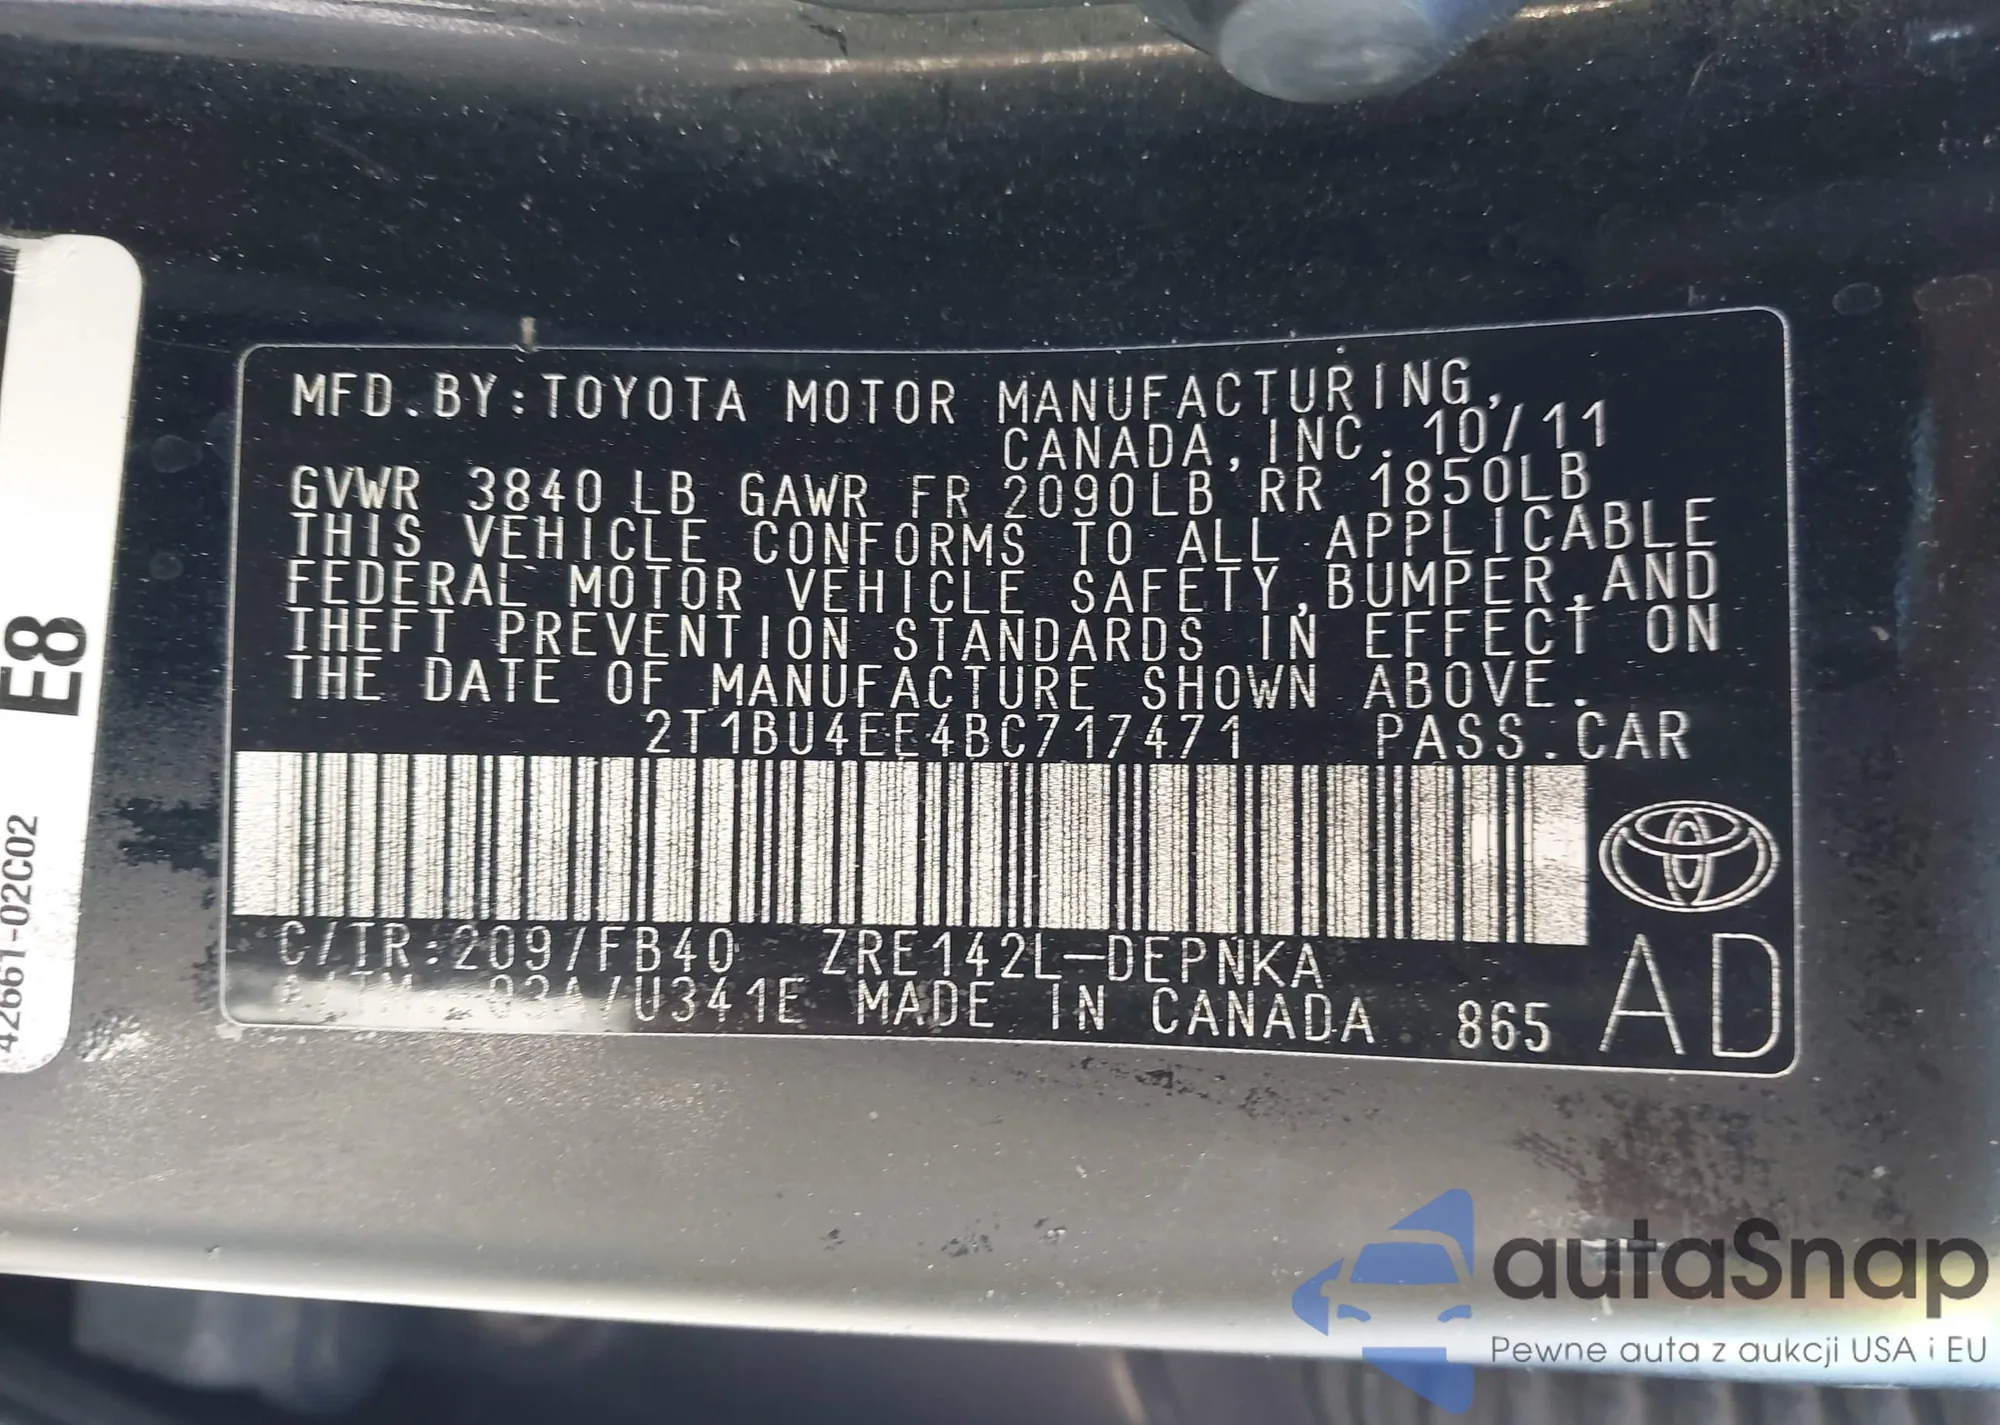 MFD.BY:TOYOTA MOTOR MANUFACTURING,
CANADA,INC. 10/11
GVWR 3840LB GAWR FR 2090LB RR 1850LB
THIS VEHICLE CONFORMS TO ALL APPLICABLE
FEDERAL MOTOR VEHICLE SAFETY,BUMPER,AND
THEFT PREVENTION STANDARDS IN EFFECT ON
THE DATE OF MANUFACTURE SHOWN ABOVE.
2T1BU4EE4BC717471 PASS.CAR
C/TR:209/FB40 ZRE142L-DEPNKA
03A/U341E MADE IN CANADA 865
AD
E8
42661-02C02
autaSnap
Pewne auta z aukcji USA i EU